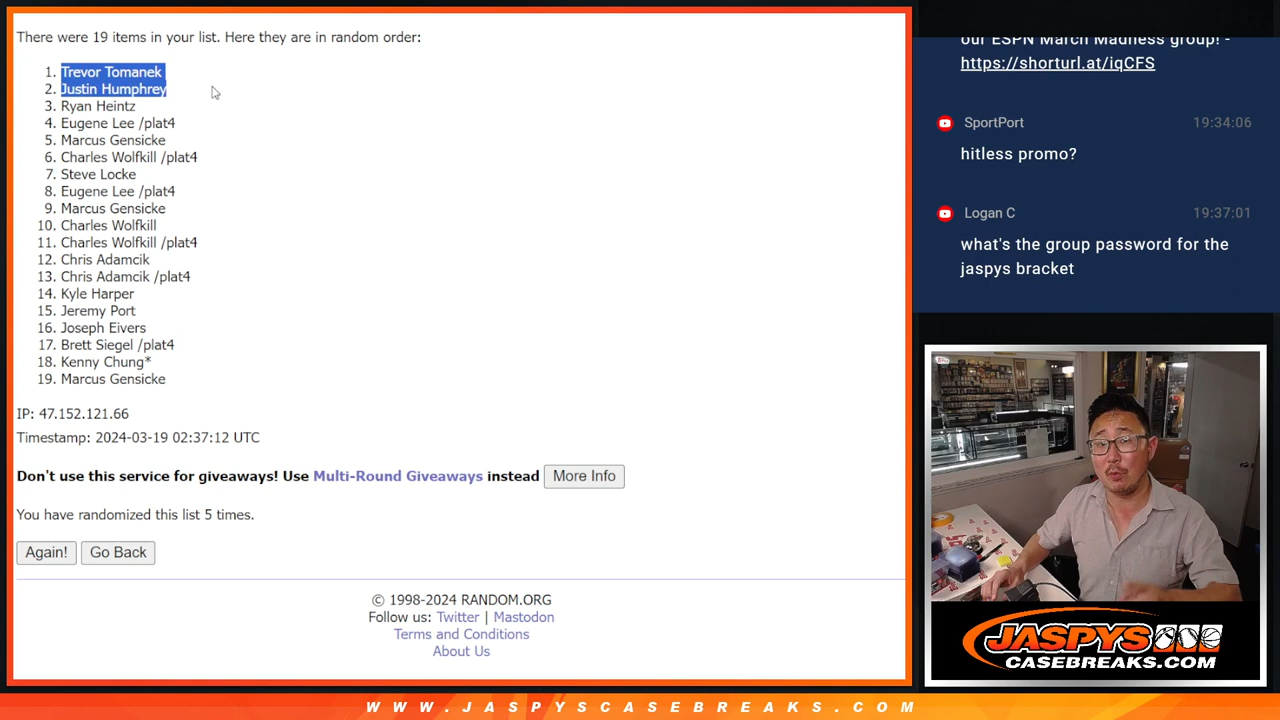 There were 19 items in your list. Here they are in random order:
1. Trevor Tomanek
2. Justin Humphrey
3. Ryan Heintz
4. Eugene Lee /plat4
5. Marcus Gensicke
6. Charles Wolfkill /plat4
7. Steve Locke
8. Eugene Lee /plat4
9. Marcus Gensicke
10. Charles Wolfkill
11. Charles Wolfkill /plat4
12. Chris Adamcik
13. Chris Adamcik /plat4
14. Kyle Harper
15. Jeremy Port
16. Joseph Eivers
17. Brett Siegel /plat4
18. Kenny Chung*
19. Marcus Gensicke
IP: 47.152.121.66
Timestamp: 2024-03-19 02:37:12 UTC
Don't use this service for giveaways! Use Multi-Round Giveaways instead More Info
You have randomized this list 5 times.
Again! Go Back
© 1998-2024 RANDOM.ORG
Follow us: Twitter | Mastodon
Terms and Conditions
About Us
our ESPN March Madness group! -
https://shorturl.at/iqCFS
SportPort 19:34:06
hitless promo?
Logan C 19:37:01
what's the group password for the
jaspys bracket
JASPYS
CASEBREAKS.COM
WWW.JASPYSCASEBREAKS.COM